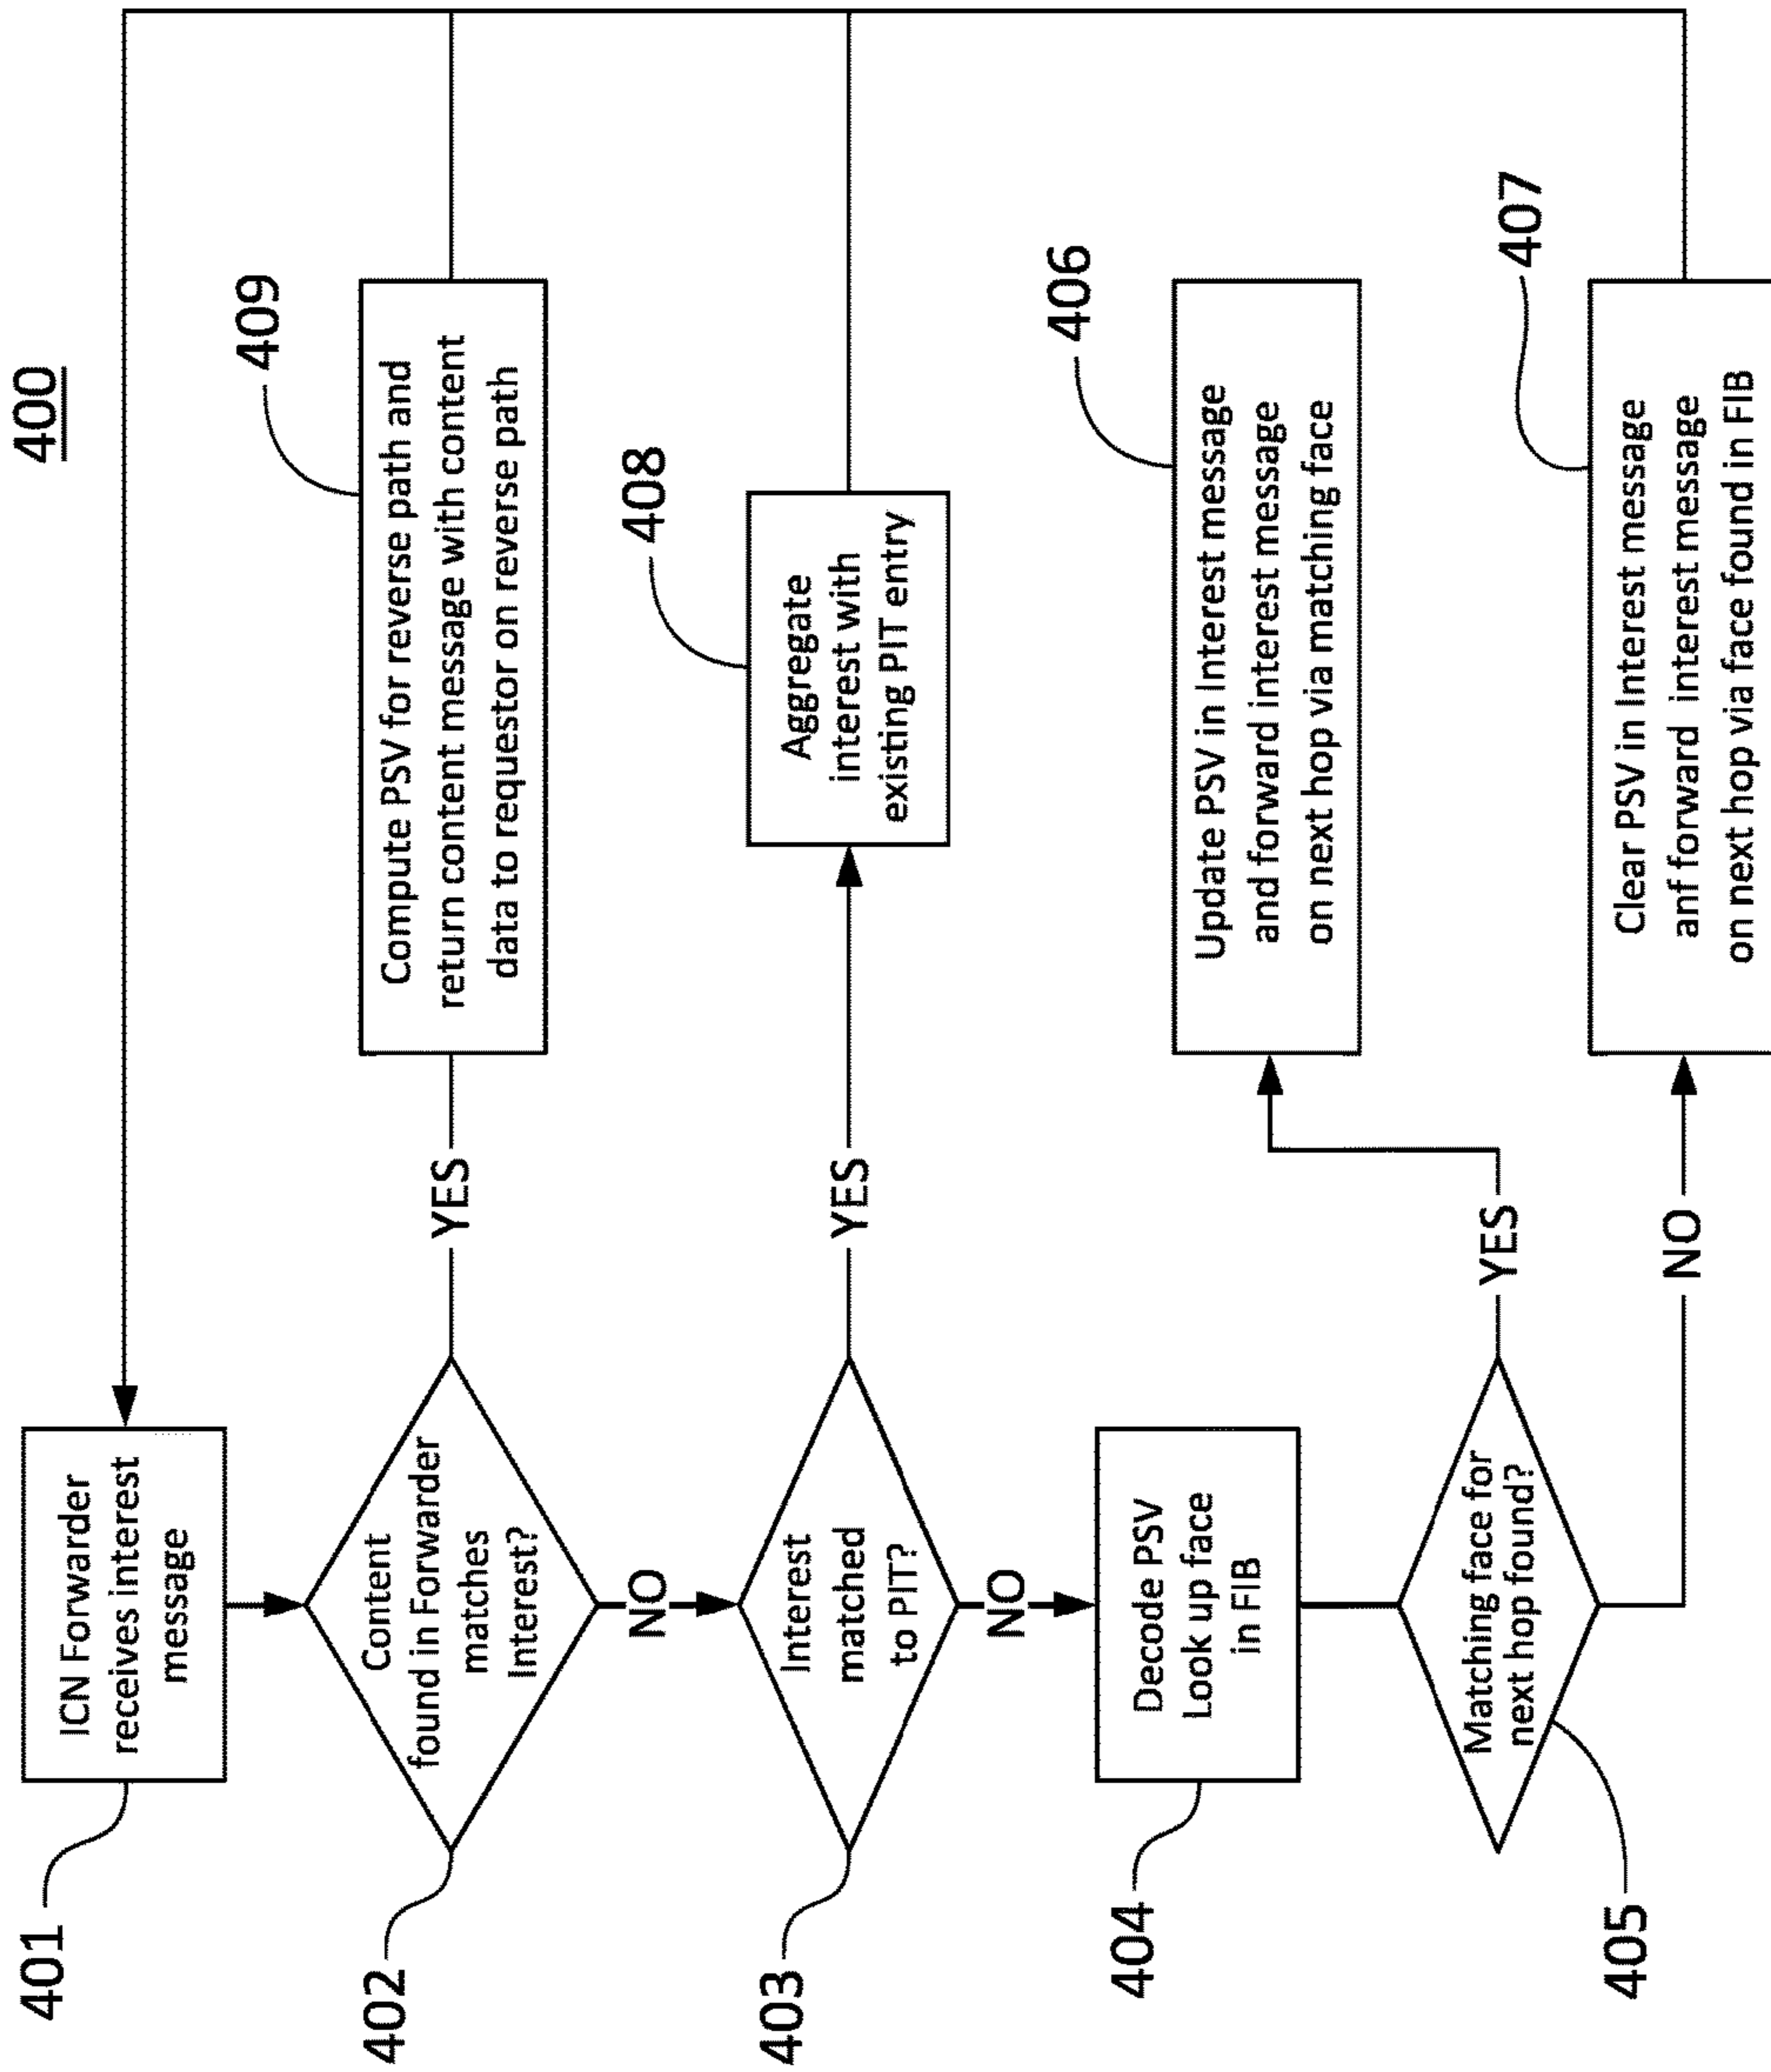 400
401
ICN Forwarder
receives interest
message
402
Content
found in Forwarder
matches
Interest?
YES
409
Compute PSV for reverse path and
return content message with content
data to requestor on reverse path
NO
403
Interest
matched
to PIT?
YES
408
Aggregate
interest with
existing PIT entry
NO
404
Decode PSV
Look up face
in FIB
405
Matching face for
next hop found?
YES
406
Update PSV in Interest message
and forward interest message
on next hop via matching face
NO
407
Clear PSV in Interest message
anf forward interest message
on next hop via face found in FIB